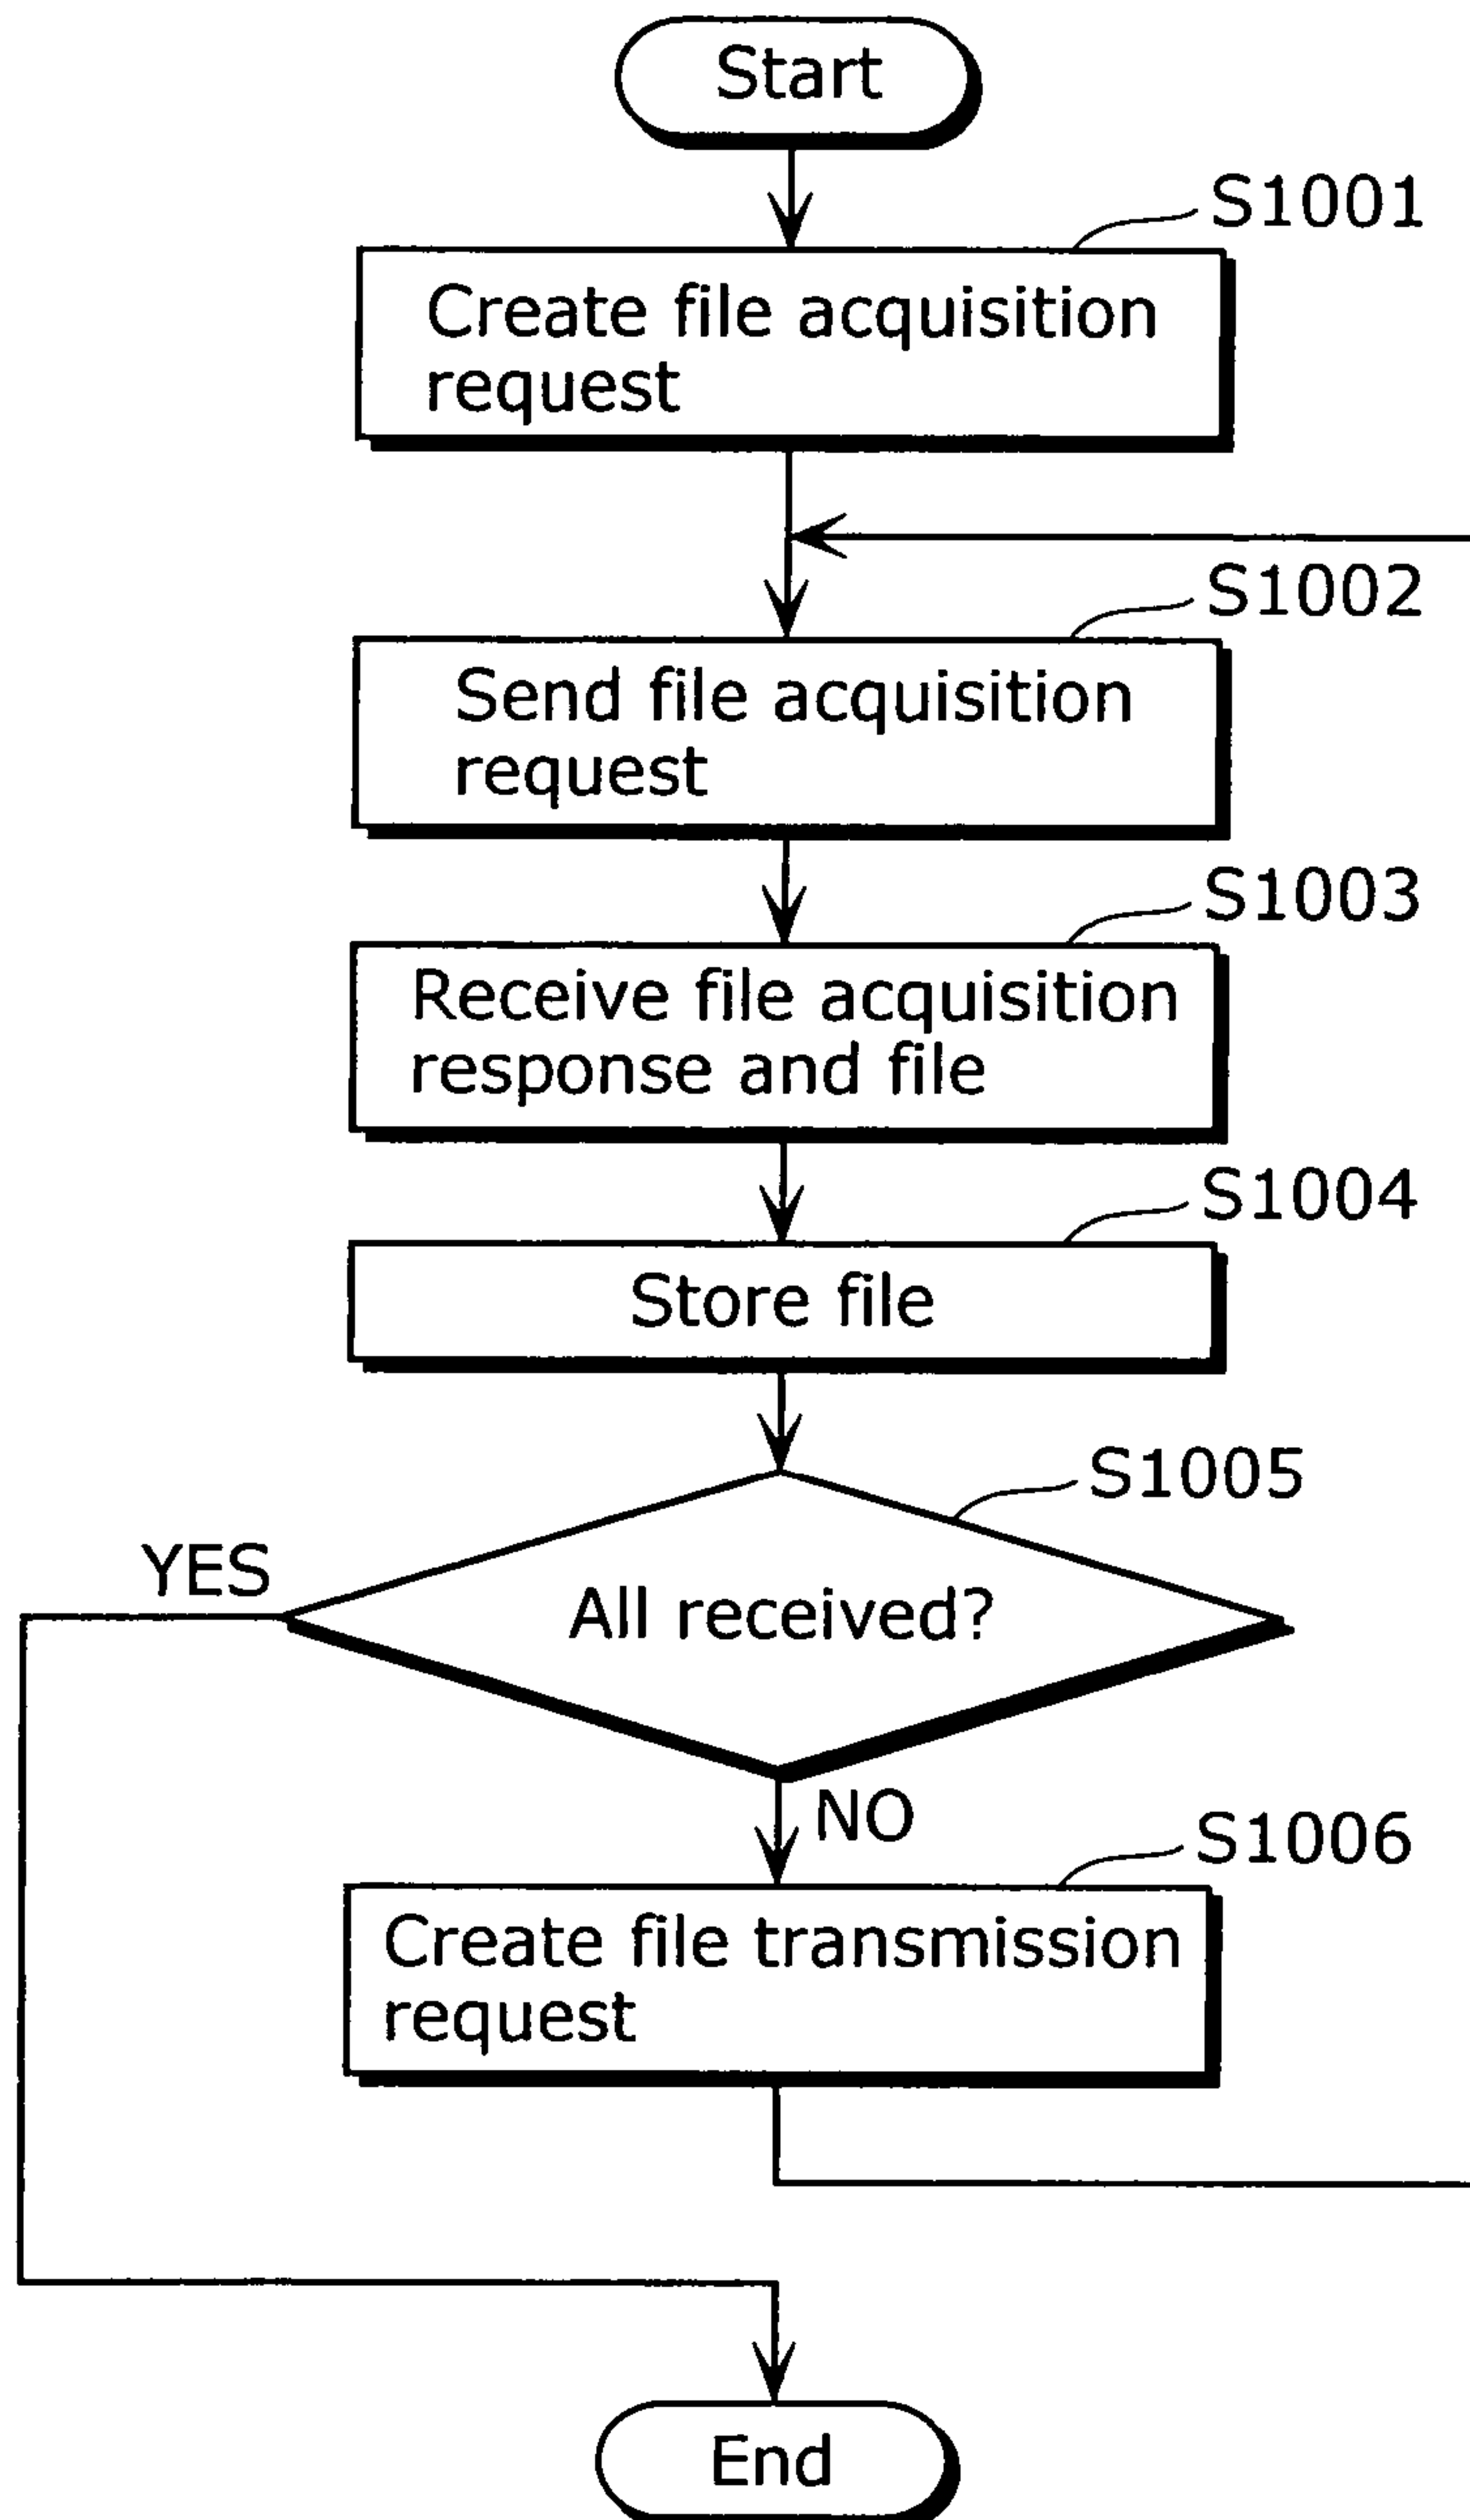 Start
S1001
Create file acquisition
request
S1002
Send file acquisition
request
S1003
Receive file acquisition
response and file
S1004
Store file
S1005
YES
All received?
NO
S1006
Create file transmission
request
End